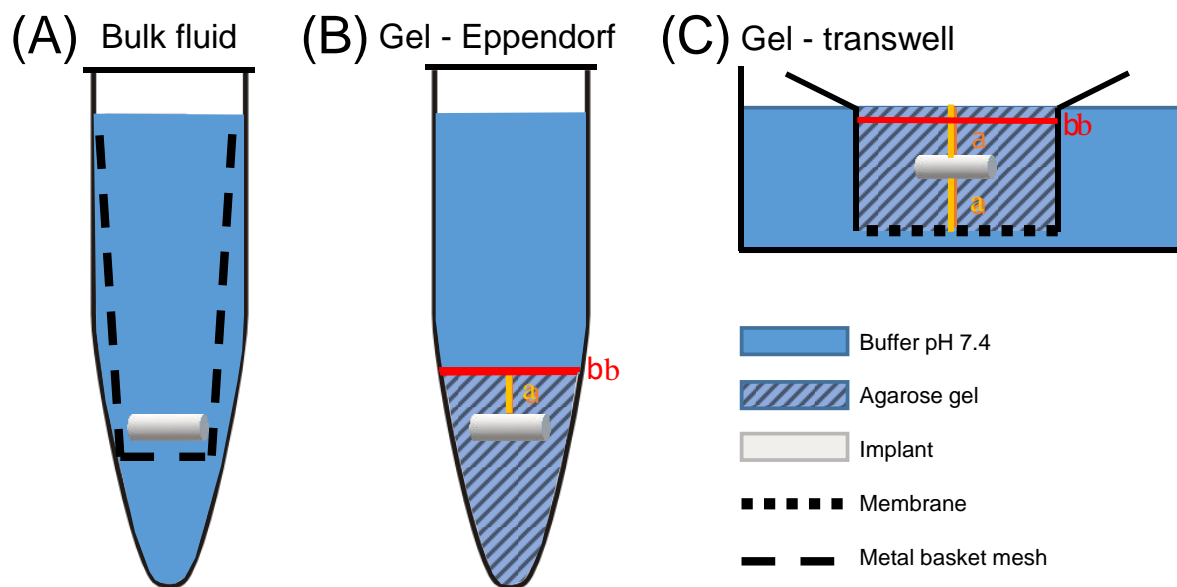 (A) Bulk fluid
(B) Gel - Eppendorf
(C) Gel - transwell
bb
a
a
bb
a
Buffer pH 7.4
Agarose gel
Implant
Membrane
Metal basket mesh